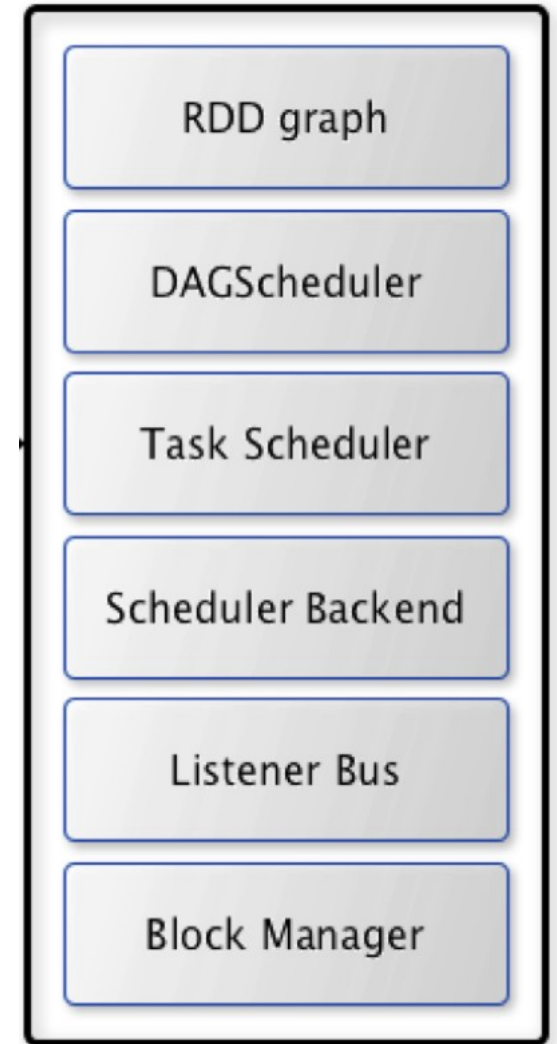 RDD graph
DAGScheduler
Task Scheduler
Scheduler Backend
Listener Bus
Block Manager